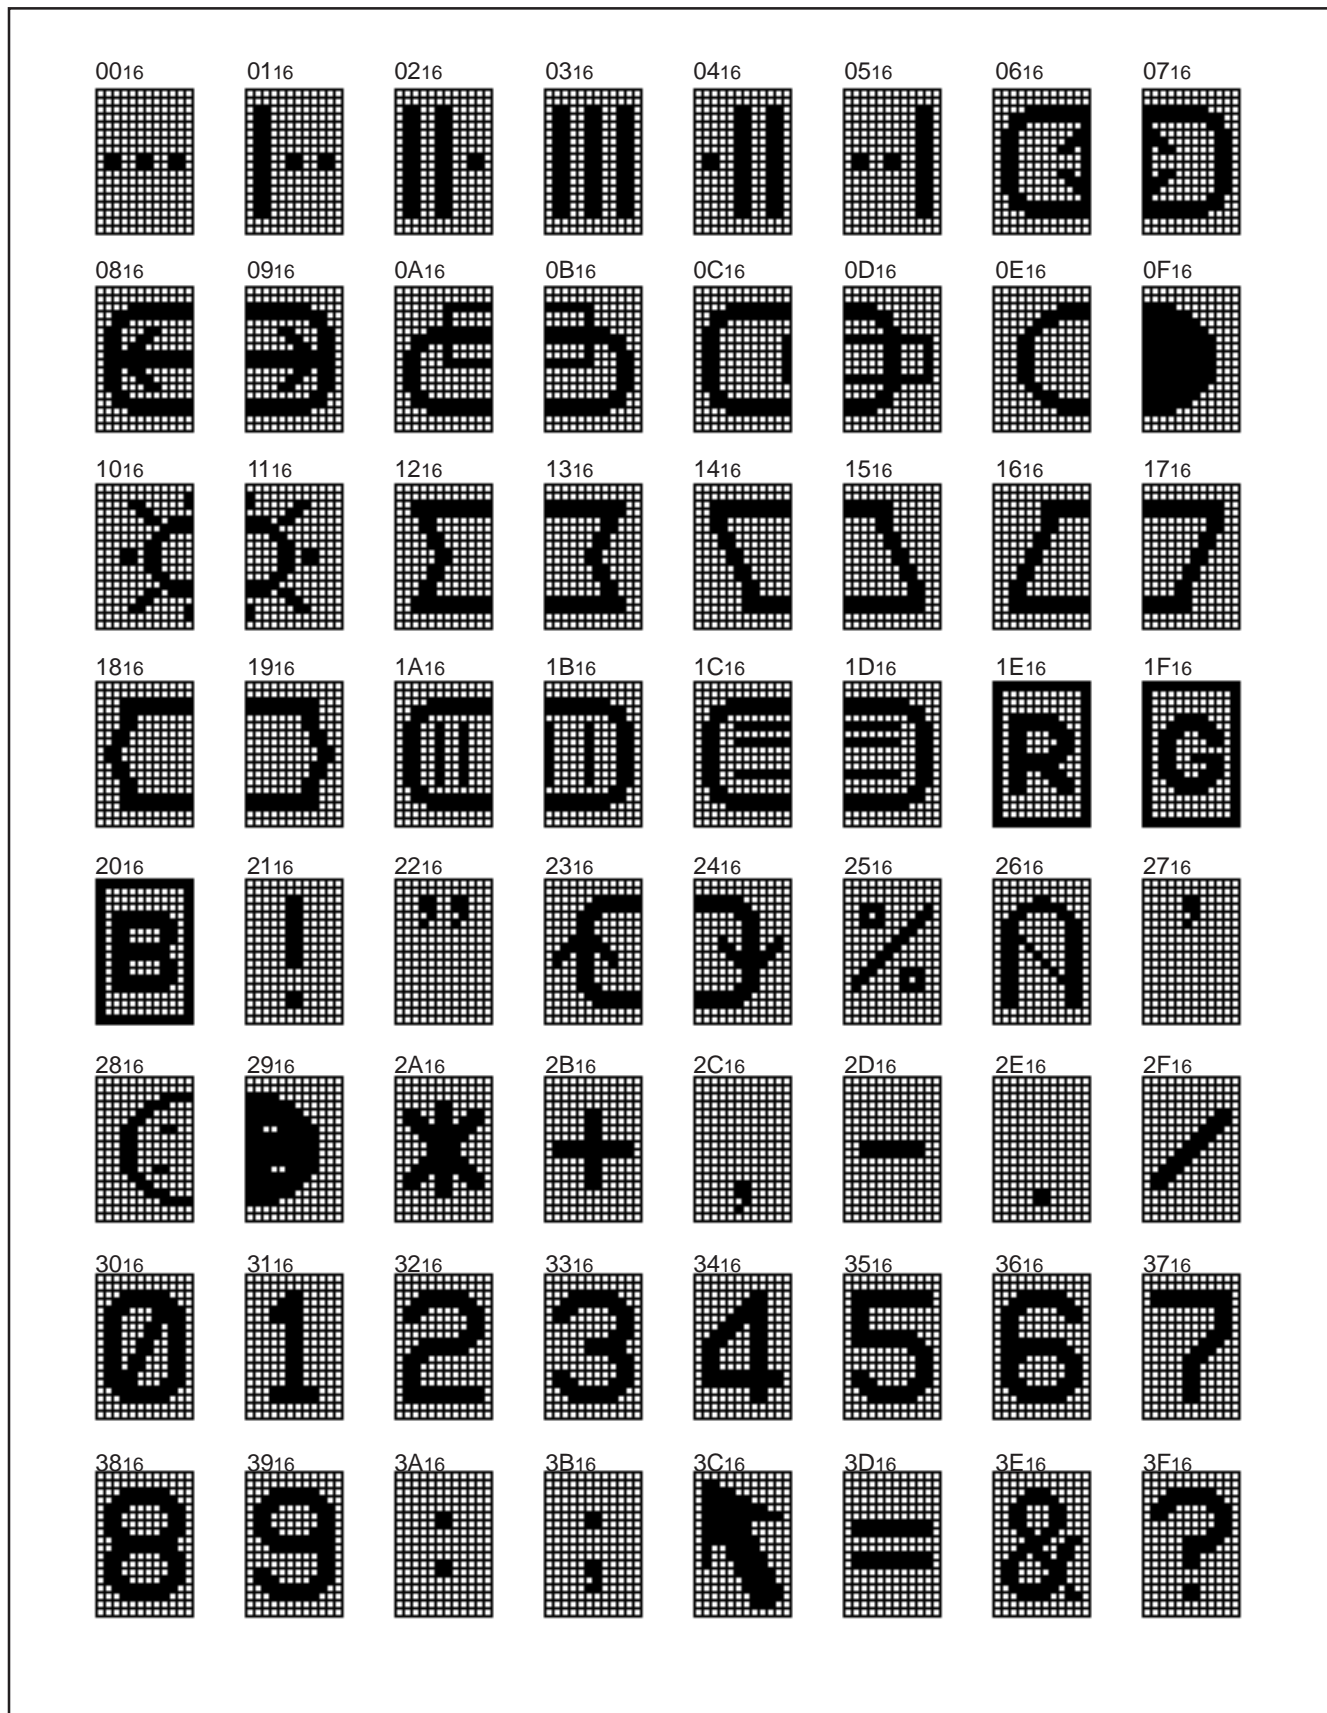 0016 0116 0216 0316 0416 0516 0616 0716
0816 0916 0A16 0B16 0C16 0D16 0E16 0F16
1016 1116 1216 1316 1416 1516 1616 1716
1816 1916 1A16 1B16 1C16 1D16 1E16 1F16
R G
2016 2116 2216 2316 2416 2516 2616 2716
B ! " % '
2816 2916 2A16 2B16 2C16 2D16 2E16 2F16
* + , - . /
3016 3116 3216 3316 3416 3516 3616 3716
0 1 2 3 4 5 6 7
3816 3916 3A16 3B16 3C16 3D16 3E16 3F16
8 9 : ; = & ?